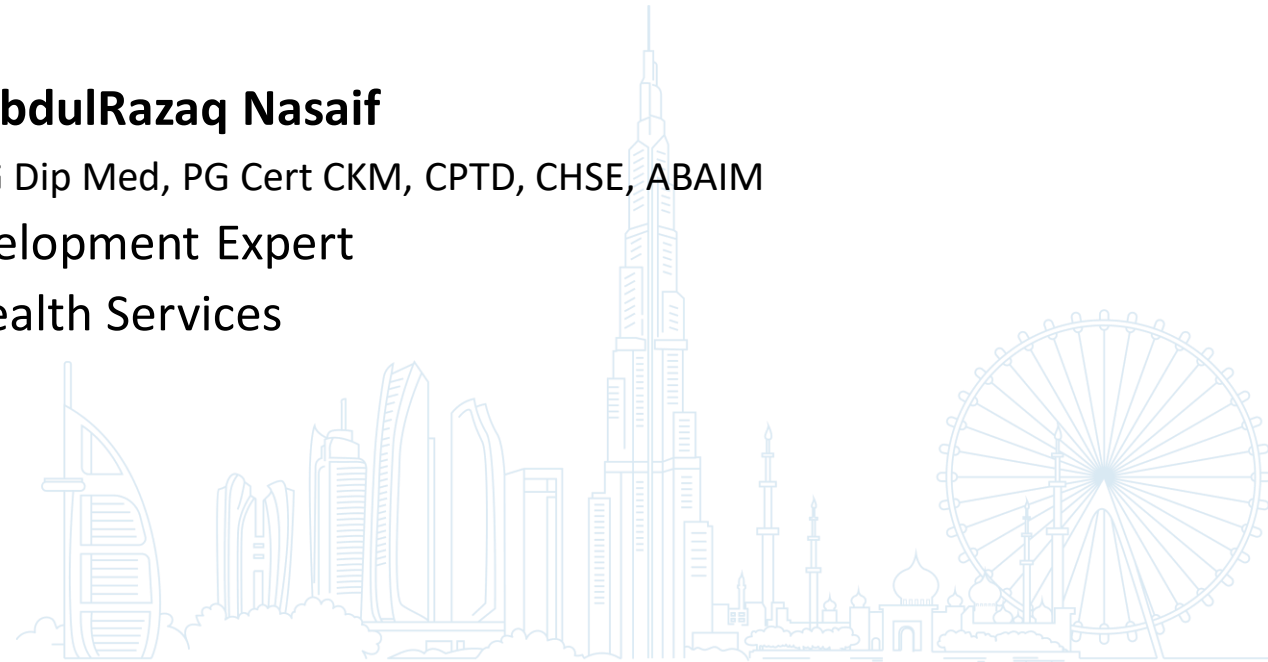 bdulRazaq Nasaif
Dip Med, PG Cert CKM, CPTD, CHSE, ABAIM
elopment Expert
ealth Services